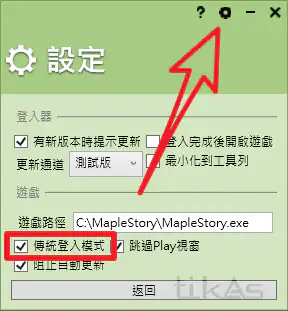 ?
設定
登入器
有新版本時提示更新 登入完成後開啟遊戲
更新通道 測試版 最小化到工具列
遊戲
遊戲路徑 C:\MapleStory\MapleStory.exe
傳統登入模式 跳過Play視窗
阻止自動更新
返回
tikAs